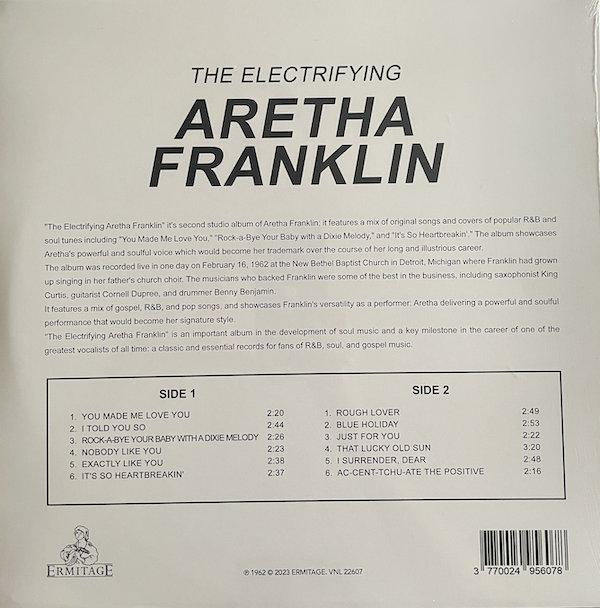 THE ELECTRIFYING
ARETHA
FRANKLIN
"The Electrifying Aretha Franklin" it's second studio album of Aretha Franklin: it features a mix of original songs and covers of popular R&B and
soul tunes including "You Made Me Love You," "Rock-a-Bye Your Baby with a Dixie Melody," and "It's So Heartbreakin'." The album showcases
Aretha's powerful and soulful voice which would become her trademark over the course of her long and illustrious career.
The album was recorded live in one day on February 16, 1962 at the New Bethel Baptist Church in Detroit, Michigan where Franklin had grown
up singing in her father's church choir. The musicians who backed Franklin were some of the best in the business, including saxophonist King
Curtis, guitarist Cornell Dupree, and drummer Benny Benjamin.
It features a mix of gospel, R&B, and pop songs, and showcases Franklin's versatility as a performer: Aretha delivering a powerful and soulful
performance that would become her signature style.
"The Electrifying Aretha Franklin" is an important album in the development of soul music and a key milestone in the career of one of the
greatest vocalists of all time: a classic and essential records for fans of R&B, soul, and gospel music.
SIDE 1
1. YOU MADE ME LOVE YOU 2:20
2. I TOLD YOU SO 2:44
3. ROCK-A-BYE YOUR BABY WITH A DIXIE MELODY 2:26
4. NOBODY LIKE YOU 2:23
5. EXACTLY LIKE YOU 2:38
6. IT'S SO HEARTBREAKIN' 2:37
SIDE 2
1. ROUGH LOVER 2:49
2. BLUE HOLIDAY 2:53
3. JUST FOR YOU 2:22
4. THAT LUCKY OLD SUN 3:20
5. I SURRENDER, DEAR 2:48
6. AC-CENT-TCHU-ATE THE POSITIVE 2:16
ERMITAGE
℗ 1962 © 2023 ERMITAGE. VNL 22607
3 770024 956078